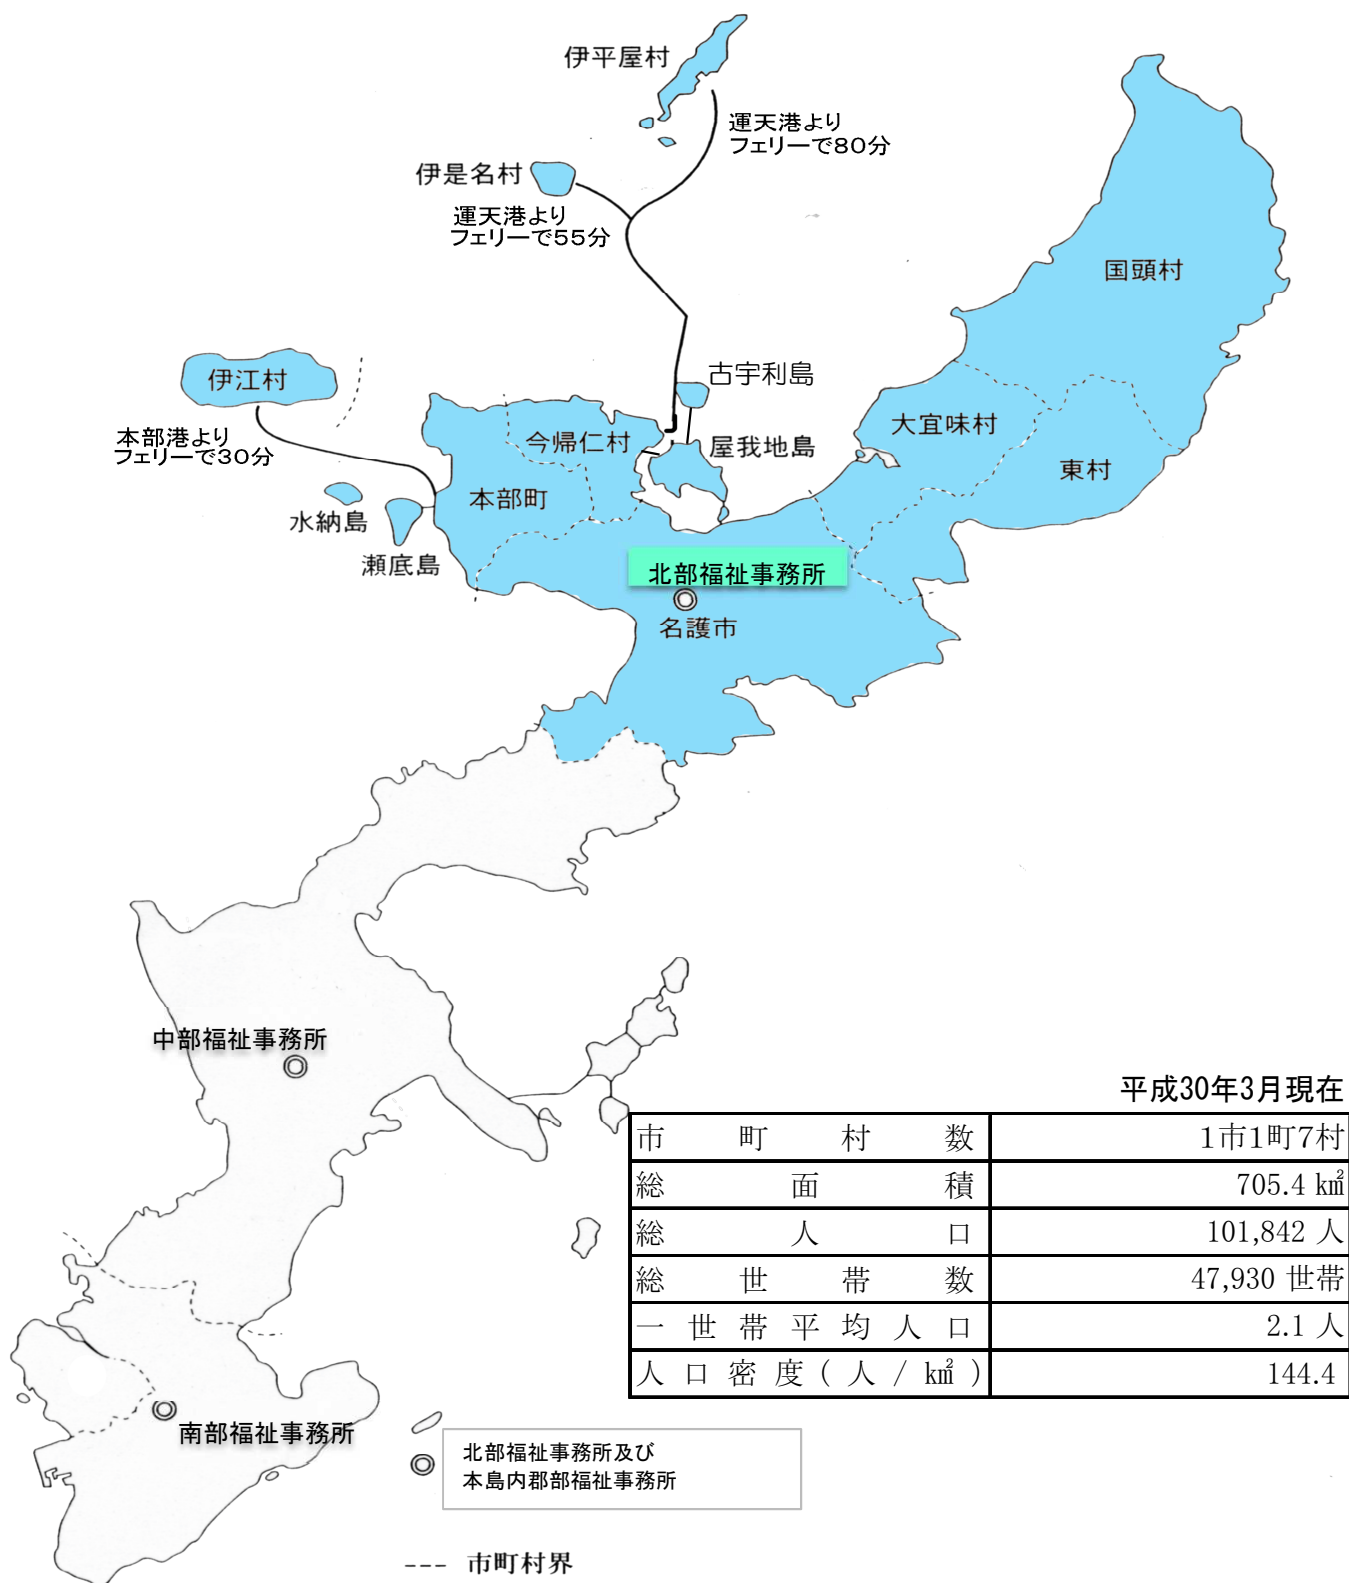 伊平屋村
運天港より
フェリーで80分
伊是名村
運天港より
フェリーで55分
国頭村
伊江村
古宇利島
本部港より
フェリーで30分
今帰仁村
屋我地島
大宜味村
東村
本部町
水納島
瀬底島
北部福祉事務所
名護市
中部福祉事務所
平成30年3月現在
市町村数 1市1町7村
総面積 705.4 ㎢
総人口 101,842 人
総世帯数 47,930 世帯
一世帯平均人口 2.1 人
人口密度(人/㎢) 144.4
南部福祉事務所
北部福祉事務所及び
本島内郡部福祉事務所
--- 市町村界